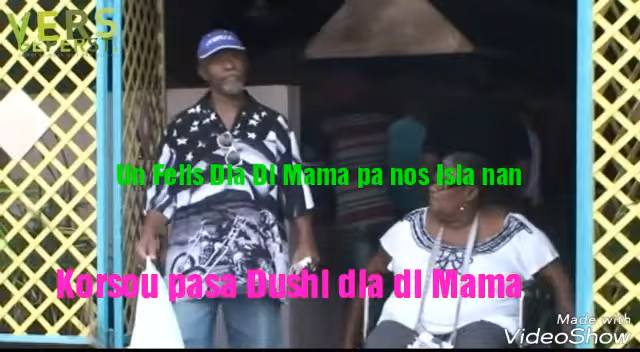 VERS
GEPERST.
Un Felis Dia Di Mama pa nos Isla nan
Korsou pasa Dushi dia di Mama
Made with
VideoShow